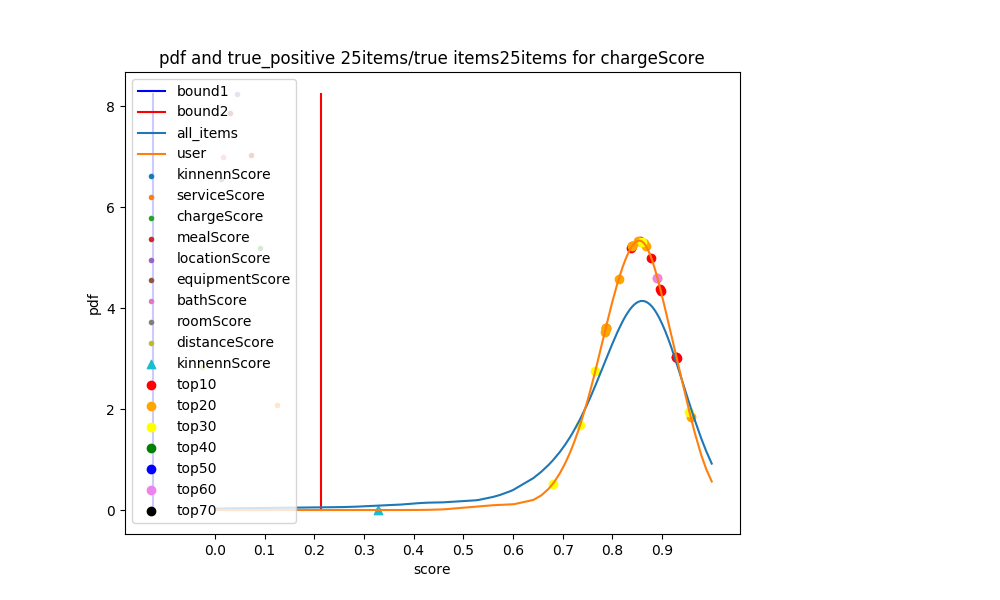 pdf and true_positive 25items/true items25items for chargeScore
8
6
4
2
0
pdf
bound1
bound2
all_items
user
kinnennScore
serviceScore
chargeScore
mealScore
locationScore
equipmentScore
bathScore
roomScore
distanceScore
kinnennScore
top10
top20
top30
top40
top50
top60
top70
0.0 0.1 0.2 0.3 0.4 0.5 0.6 0.7 0.8 0.9
score